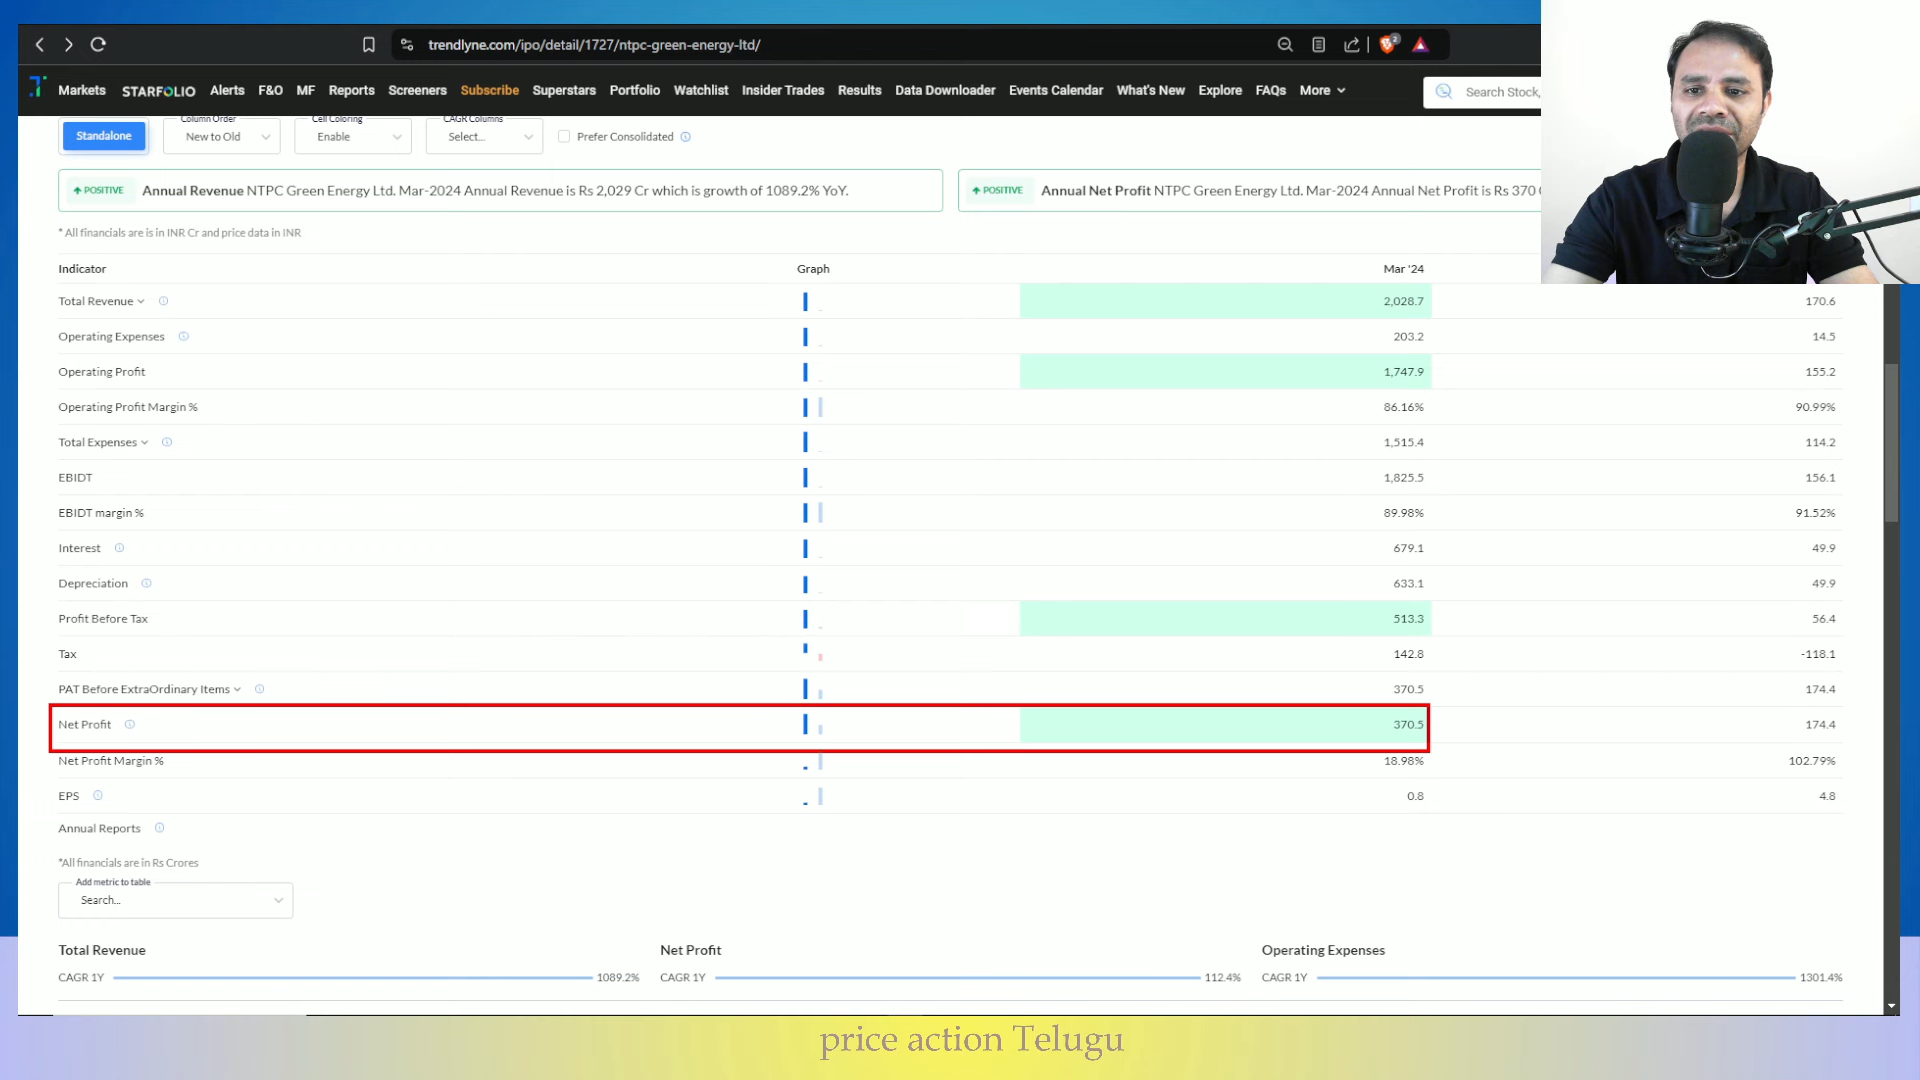 trendlyne.com/ipo/detail/1727/ntpc-green-energy-ltd/
2
Markets STARFOLIO Alerts F&O MF Reports Screeners Subscribe Superstars Portfolio Watchlist Insider Trades Results Data Downloader Events Calendar What's New Explore FAQs More Search Stock,
Standalone
Column Order
New to Old
Cell Coloring
Enable
CAGR Columns
Select...
Prefer Consolidated
POSITIVE Annual Revenue NTPC Green Energy Ltd. Mar-2024 Annual Revenue is Rs 2,029 Cr which is growth of 1089.2% YoY.
POSITIVE Annual Net Profit NTPC Green Energy Ltd. Mar-2024 Annual Net Profit is Rs 370
* All financials are is in INR Cr and price data in INR
Indicator Graph Mar '24
Total Revenue 2,028.7 170.6
Operating Expenses 203.2 14.5
Operating Profit 1,747.9 155.2
Operating Profit Margin % 86.16% 90.99%
Total Expenses 1,515.4 114.2
EBIDT 1,825.5 156.1
EBIDT margin % 89.98% 91.52%
Interest 679.1 49.9
Depreciation 633.1 49.9
Profit Before Tax 513.3 56.4
Tax 142.8 -118.1
PAT Before ExtraOrdinary Items 370.5 174.4
Net Profit 370.5 174.4
Net Profit Margin % 18.98% 102.79%
EPS 0.8 4.8
Annual Reports
*All financials are in Rs Crores
Add metric to table
Search...
Total Revenue Net Profit Operating Expenses
CAGR 1Y 1089.2% CAGR 1Y 112.4% CAGR 1Y 1301.4%
price action Telugu